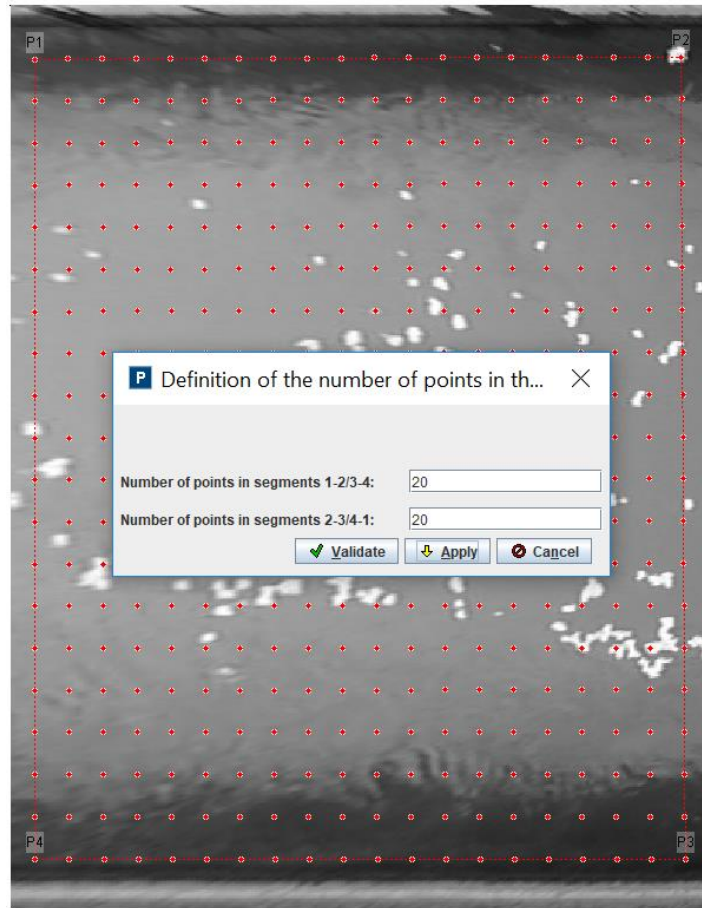 P1
P2
P Definition of the number of points in th...
Number of points in segments 1-2/3-4:
20
Number of points in segments 2-3/4-1:
20
Validate
Apply
Cancel
P4
P3